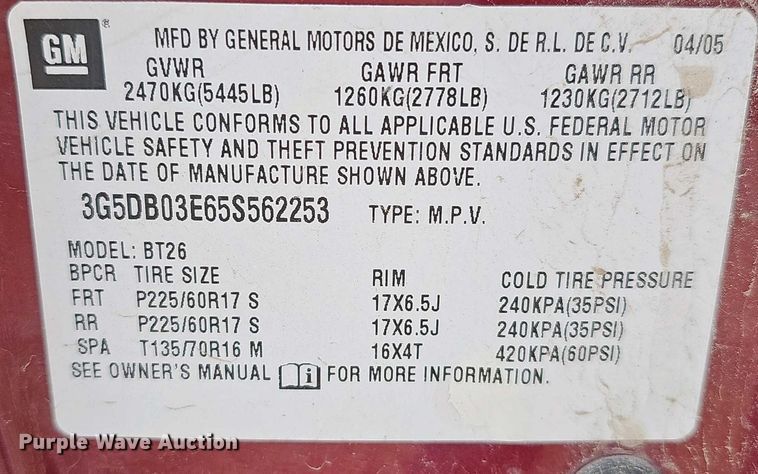 GM ® MFD BY GENERAL MOTORS DE MEXICO, S. DE R.L. DE C.V. 04/05
GVWR GAWR FRT GAWR RR
2470KG(5445LB) 1260KG(2778LB) 1230KG(2712LB)
THIS VEHICLE CONFORMS TO ALL APPLICABLE U.S. FEDERAL MOTOR
VEHICLE SAFETY AND THEFT PREVENTION STANDARDS IN EFFECT ON
THE DATE OF MANUFACTURE SHOWN ABOVE.
3G5DB03E65S562253 TYPE: M.P.V.
MODEL: BT26
BPCR TIRE SIZE RIM COLD TIRE PRESSURE
FRT P225/60R17 S 17X6.5J 240KPA(35PSI)
RR P225/60R17 S 17X6.5J 240KPA(35PSI)
SPA T135/70R16 M 16X4T 420KPA(60PSI)
SEE OWNER'S MANUAL i FOR MORE INFORMATION.
Purple Wave Auction